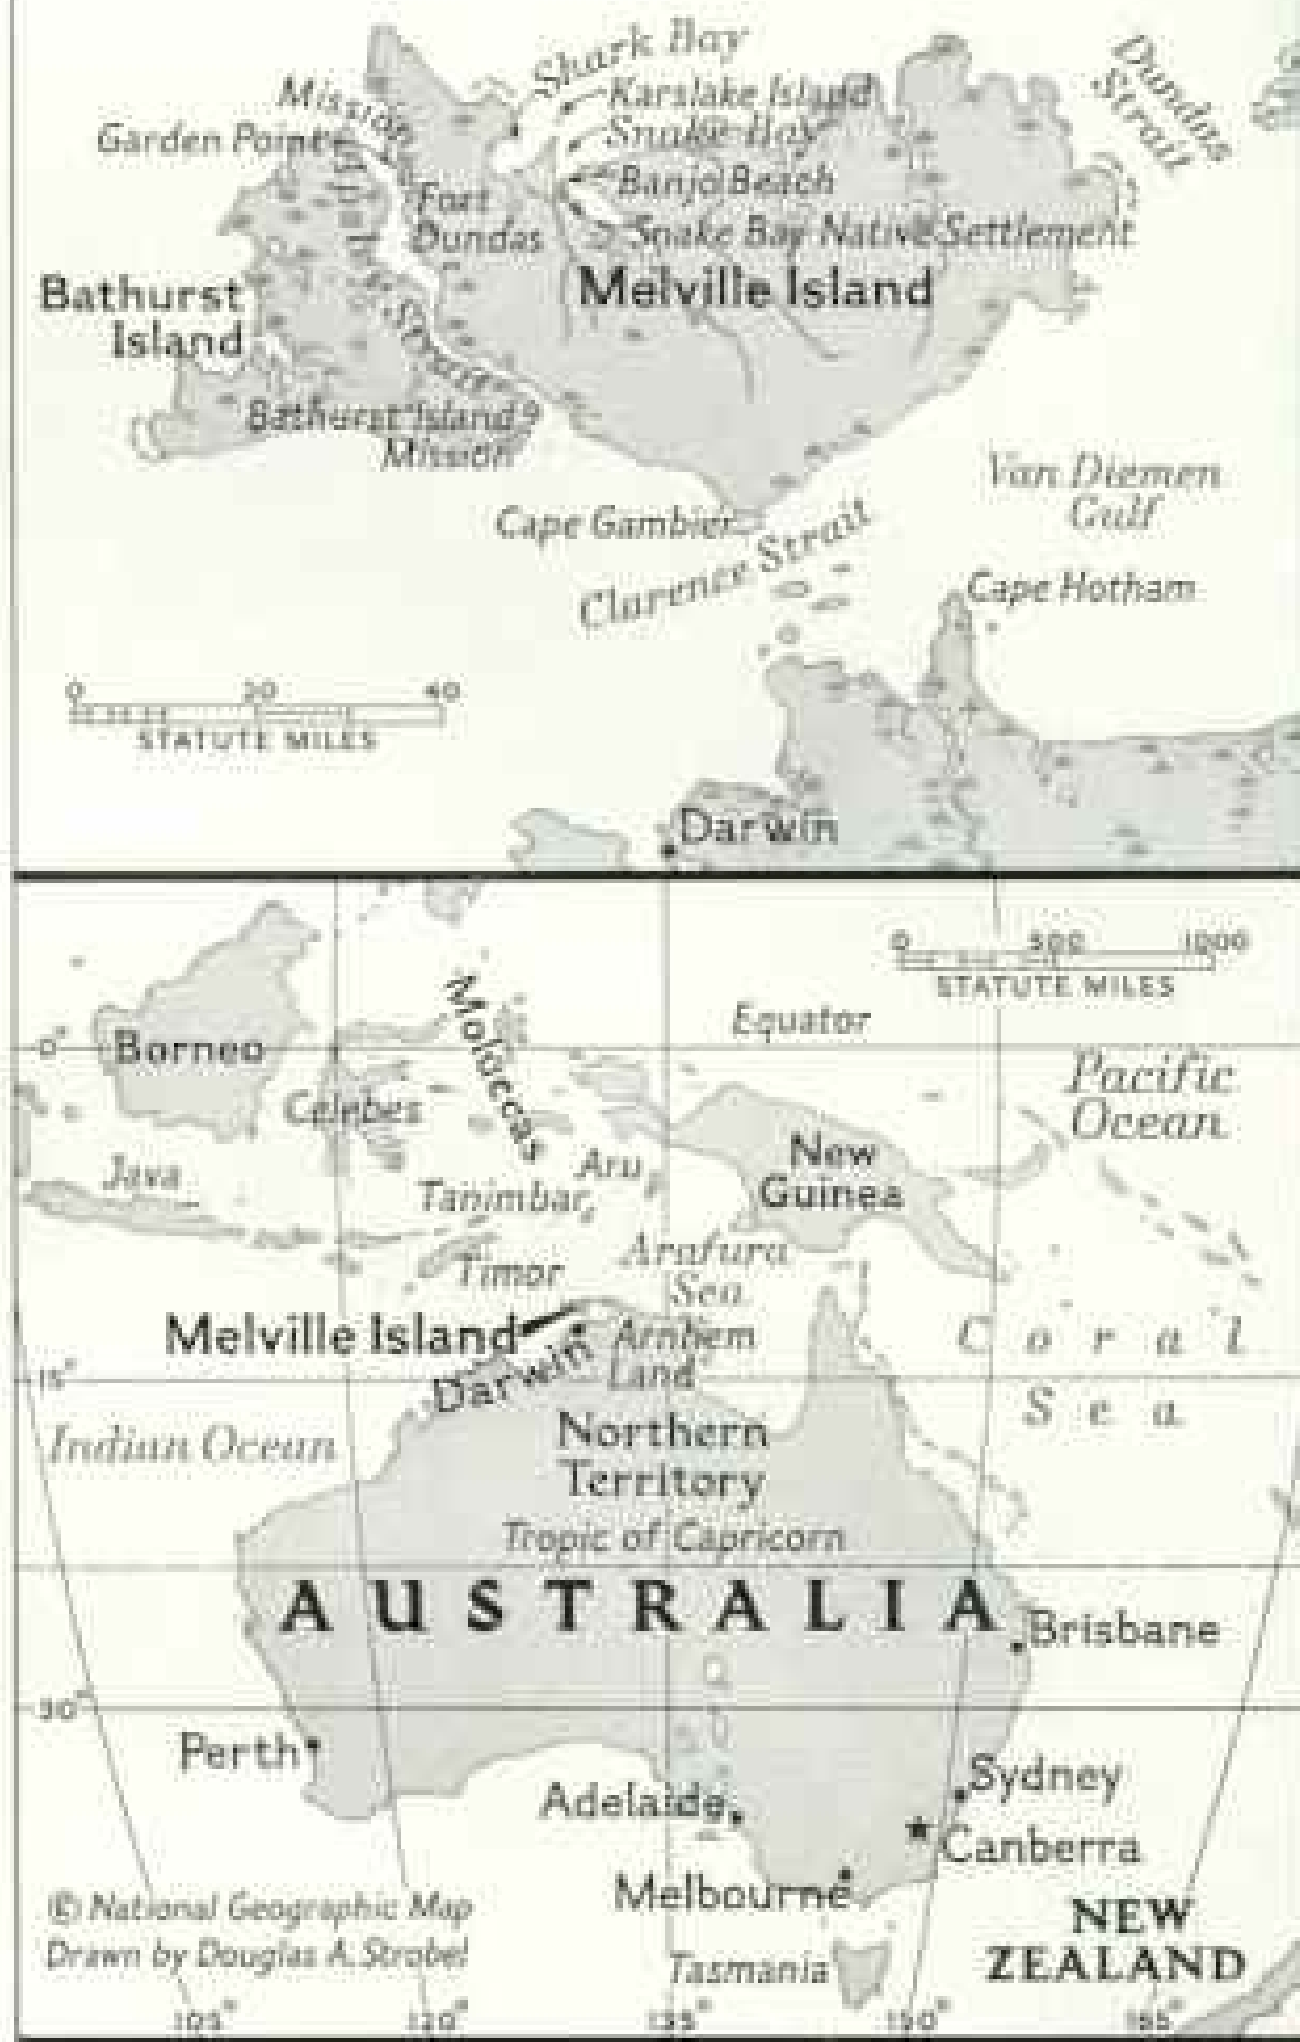 Shark Bay
Karslake Island
Mission
Garden Point
Snake Bay
Banjo Beach
Fort
Dundas
Snake Bay Native Settlement
Dundas
Strait
Apsley Strait
Bathurst
Island
Melville Island
Bathurst Island
Mission
Van Diemen
Gulf
Cape Gambier
Clarence Strait
Cape Hotham
0 20 40
STATUTE MILES
Darwin
0 500 1000
STATUTE MILES
Equator
Moluccas
0°
Borneo
Pacific
Ocean
Celebes
New
Guinea
Java
Aru
Tanimbar
Arafura
Sea
Timor
Melville Island
Arnhem
Land
Darwin
Coral
Sea
15°
Indian Ocean
Northern
Territory
Tropic of Capricorn
AUSTRALIA
Brisbane
30°
Perth
Sydney
Adelaide
Canberra
Melbourne
NEW
ZEALAND
© National Geographic Map
Drawn by Douglas A. Strobel
Tasmania
105° 120° 135° 150° 165°